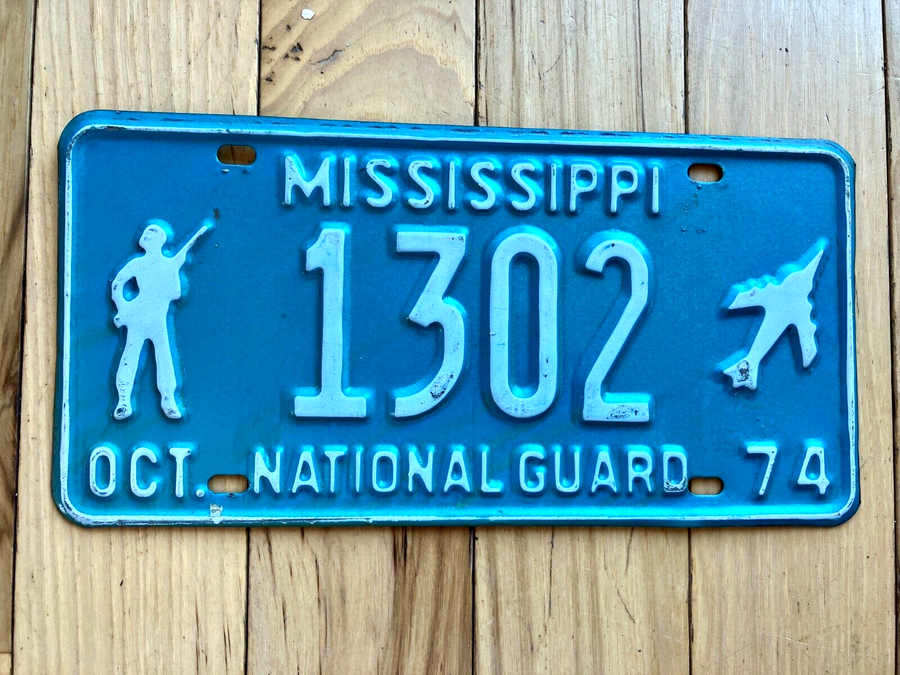 MISSISSIPPI
1302
OCT. NATIONAL GUARD 74